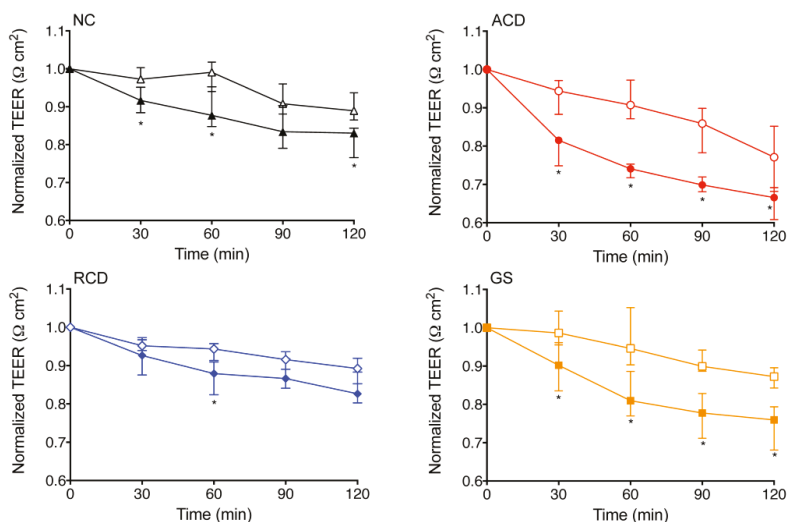 NC
Normalized TEER (Ω cm²)
1.1
1.0
0.9
0.8
0.7
0.6
* * *
0 30 60 90 120
Time (min)
ACD
Normalized TEER (Ω cm²)
1.1
1.0
0.9
0.8
0.7
0.6
* * * *
0 30 60 90 120
Time (min)
RCD
Normalized TEER (Ω cm²)
1.1
1.0
0.9
0.8
0.7
0.6
*
0 30 60 90 120
Time (min)
GS
Normalized TEER (Ω cm²)
1.1
1.0
0.9
0.8
0.7
0.6
* * * *
0 30 60 90 120
Time (min)